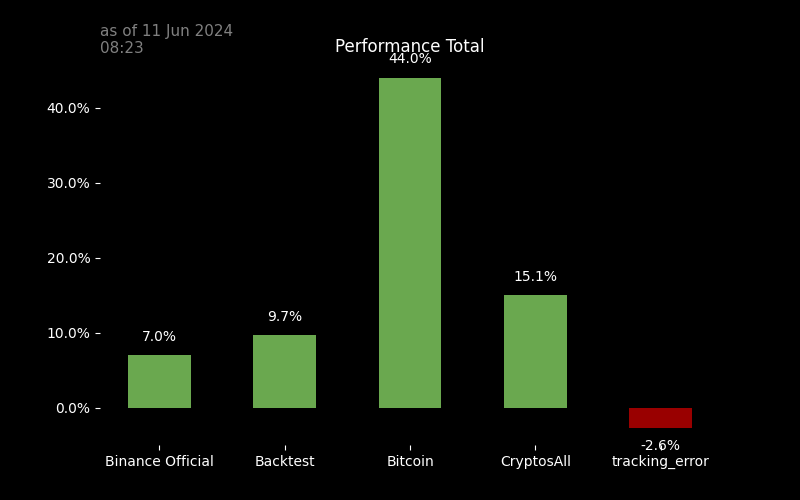 as of 11 Jun 2024
08:23
Performance Total
44.0%
40.0%
30.0%
20.0%
15.1%
10.0%
9.7%
7.0%
0.0%
-2.6%
Binance Official
Backtest
Bitcoin
CryptosAll
tracking_error